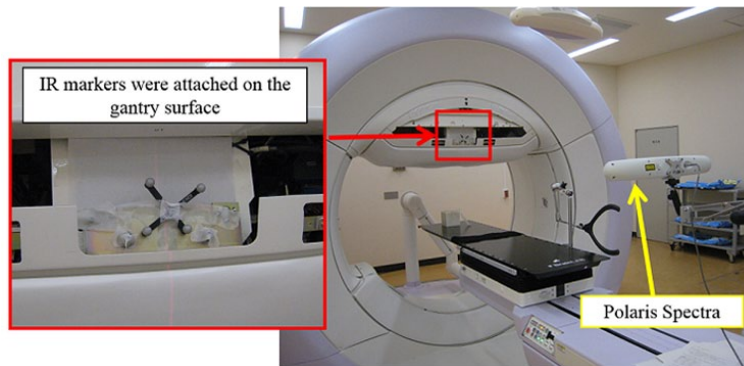 IR markers were attached on the
gantry surface
Polaris Spectra